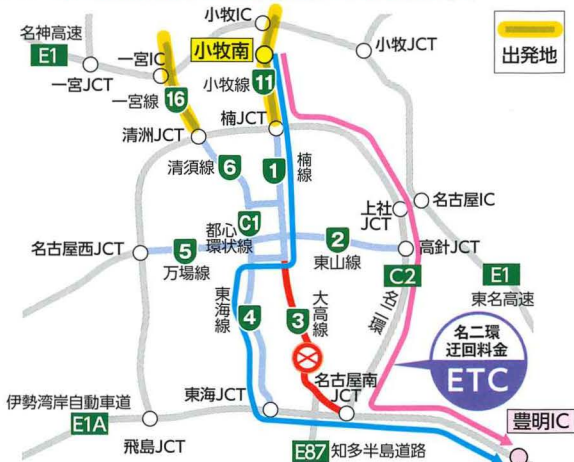 小牧IC
名神高速
E1
一宮JCT
一宮IC
一宮線
16
小牧南
小牧線
11
小牧JCT
出発地
清洲JCT
楠JCT
清須線
6
1
楠線
都心
環状線
C1
名古屋西JCT
5
万場線
2
東山線
上社
JCT
名古屋IC
高針JCT
C2
名二環
E1
東名高速
東海線
4
3
大高線
名二環
迂回料金
ETC
伊勢湾岸自動車道
E1A
飛島JCT
東海JCT
名古屋南
JCT
E87
知多半島道路
豊明IC